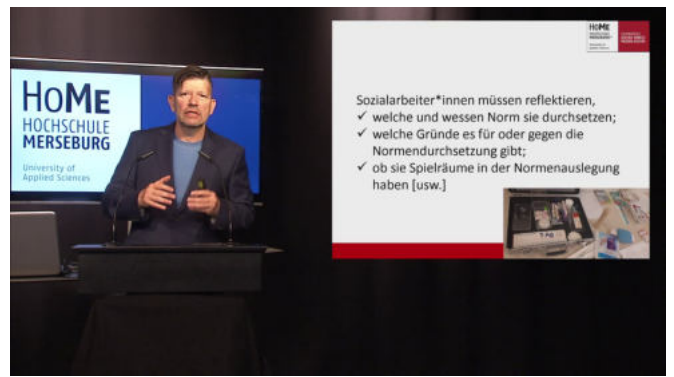 HoMe
HOCHSCHULE
MERSEBURG
University of
Applied Sciences
HoMe
Sozialarbeiter*innen müssen reflektieren,
✓ welche und wessen Norm sie durchsetzen;
✓ welche Gründe es für oder gegen die
Normendurchsetzung gibt;
✓ ob sie Spielräume in der Normenauslegung
haben [usw.]